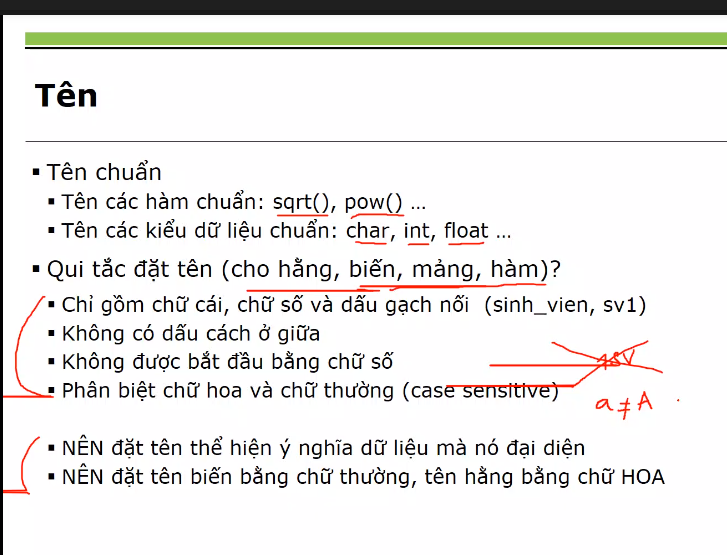 Tên
▪ Tên chuẩn
▪ Tên các hàm chuẩn: sqrt(), pow() ...
▪ Tên các kiểu dữ liệu chuẩn: char, int, float ...
▪ Qui tắc đặt tên (cho hằng, biến, mảng, hàm)?
▪ Chỉ gồm chữ cái, chữ số và dấu gạch nối (sinh_vien, sv1)
▪ Không có dấu cách ở giữa
▪ Không được bắt đầu bằng chữ số
▪ Phân biệt chữ hoa và chữ thường (case sensitive)
a ≠ A
▪ NÊN đặt tên thể hiện ý nghĩa dữ liệu mà nó đại diện
▪ NÊN đặt tên biến bằng chữ thường, tên hằng bằng chữ HOA